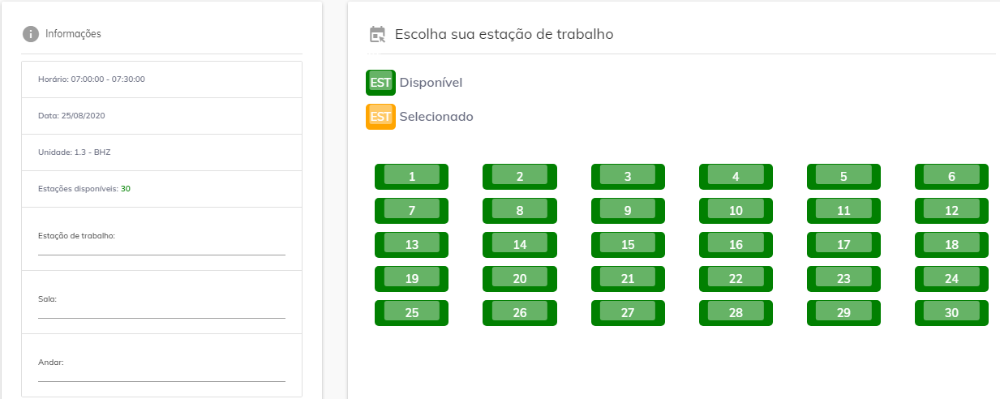 Informações
Horário: 07:00:00 - 07:30:00
Data: 25/08/2020
Unidade: 1.3 - BHZ
Estações disponíveis: 30
Estação de trabalho:
Sala:
Andar:
Escolha sua estação de trabalho
EST Disponível
EST Selecionado
1 2 3 4 5 6
7 8 9 10 11 12
13 14 15 16 17 18
19 20 21 22 23 24
25 26 27 28 29 30